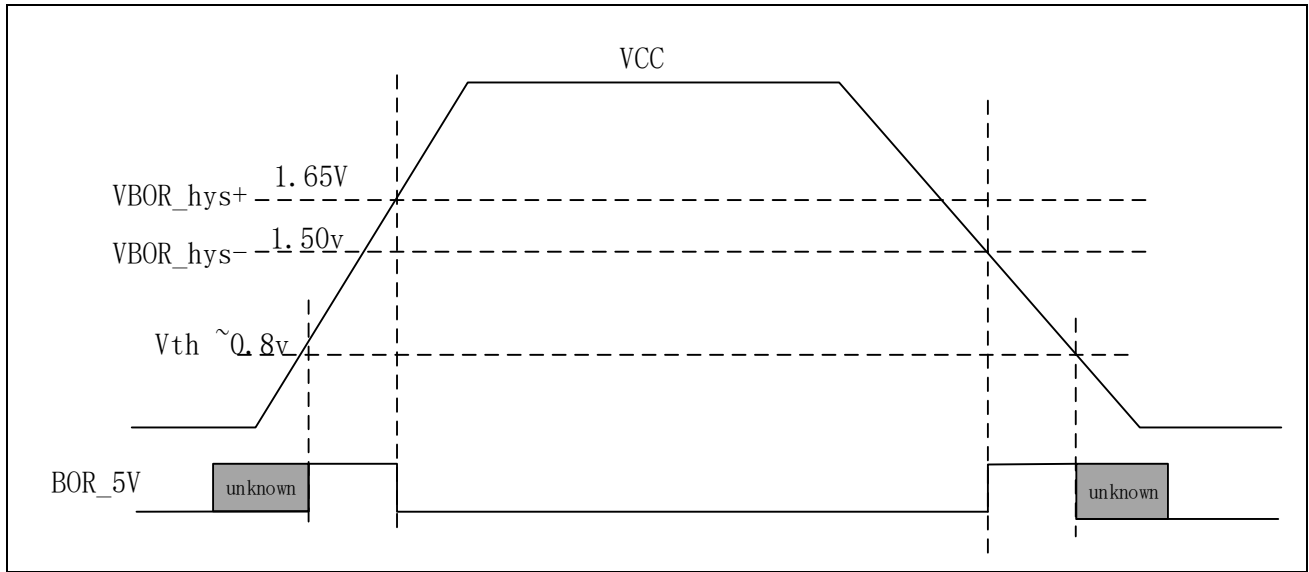 VCC
1.65V
VBOR_hys+
1.50v
VBOR_hys-
Vth ~0.8v
BOR_5V
unknown
unknown